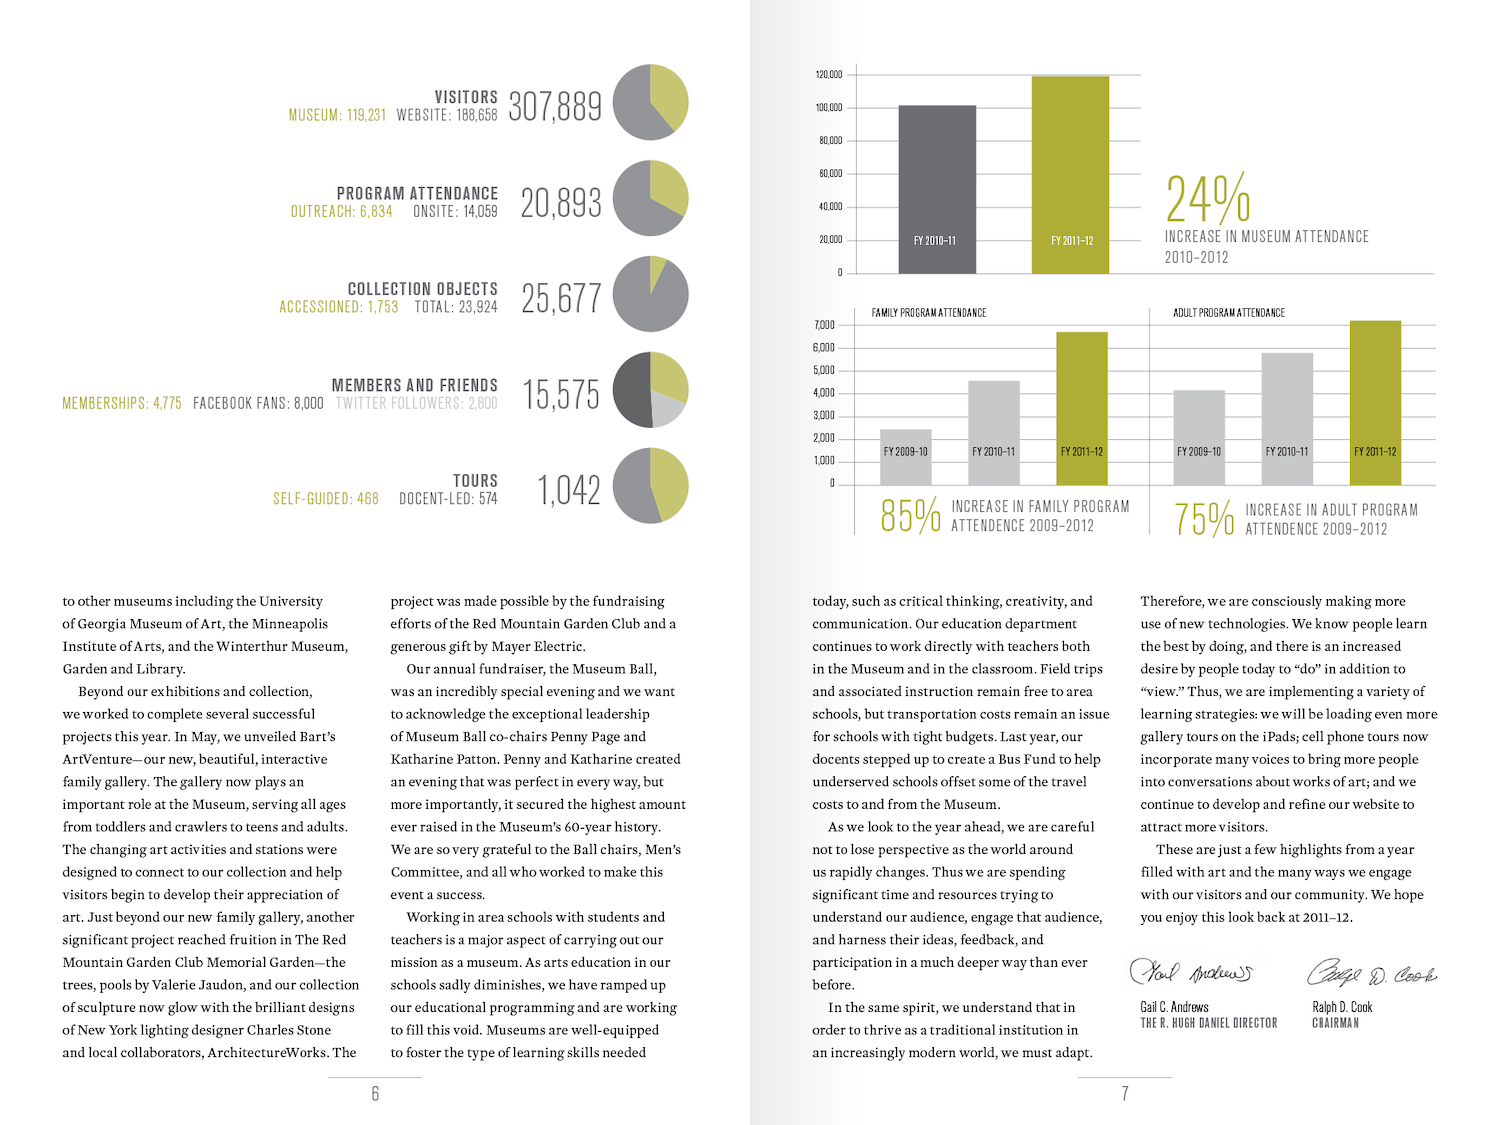 VISITORS
MUSEUM: 119,231 WEBSITE: 188,658
307,889
PROGRAM ATTENDANCE
OUTREACH: 6,834 ONSITE: 14,059
20,893
COLLECTION OBJECTS
ACCESSIONED: 1,753 TOTAL: 23,924
25,677
MEMBERS AND FRIENDS
MEMBERSHIPS: 4,775 FACEBOOK FANS: 8,000 TWITTER FOLLOWERS: 2,800
15,575
TOURS
SELF-GUIDED: 468 DOCENT-LED: 574
1,042
to other museums including the University
of Georgia Museum of Art, the Minneapolis
Institute of Arts, and the Winterthur Museum,
Garden and Library.
Beyond our exhibitions and collection,
we worked to complete several successful
projects this year. In May, we unveiled Bart's
ArtVenture—our new, beautiful, interactive
family gallery. The gallery now plays an
important role at the Museum, serving all ages
from toddlers and crawlers to teens and adults.
The changing art activities and stations were
designed to connect to our collection and help
visitors begin to develop their appreciation of
art. Just beyond our new family gallery, another
significant project reached fruition in The Red
Mountain Garden Club Memorial Garden—the
trees, pools by Valerie Jaudon, and our collection
of sculpture now glow with the brilliant designs
of New York lighting designer Charles Stone
and local collaborators, ArchitectureWorks. The
project was made possible by the fundraising
efforts of the Red Mountain Garden Club and a
generous gift by Mayer Electric.
Our annual fundraiser, the Museum Ball,
was an incredibly special evening and we want
to acknowledge the exceptional leadership
of Museum Ball co-chairs Penny Page and
Katharine Patton. Penny and Katharine created
an evening that was perfect in every way, but
more importantly, it secured the highest amount
ever raised in the Museum's 60-year history.
We are so very grateful to the Ball chairs, Men's
Committee, and all who worked to make this
event a success.
Working in area schools with students and
teachers is a major aspect of carrying out our
mission as a museum. As arts education in our
schools sadly diminishes, we have ramped up
our educational programming and are working
to fill this void. Museums are well-equipped
to foster the type of learning skills needed
6
120,000
100,000
80,000
60,000
40,000
20,000
0
FY 2010–11
FY 2011–12
24%
INCREASE IN MUSEUM ATTENDANCE
2010–2012
FAMILY PROGRAM ATTENDANCE
ADULT PROGRAM ATTENDANCE
7,000
6,000
5,000
4,000
3,000
2,000
1,000
0
FY 2009–10
FY 2010–11
FY 2011–12
FY 2009–10
FY 2010–11
FY 2011–12
85%
INCREASE IN FAMILY PROGRAM
ATTENDENCE 2009–2012
75%
INCREASE IN ADULT PROGRAM
ATTENDENCE 2009–2012
today, such as critical thinking, creativity, and
communication. Our education department
continues to work directly with teachers both
in the Museum and in the classroom. Field trips
and associated instruction remain free to area
schools, but transportation costs remain an issue
for schools with tight budgets. Last year, our
docents stepped up to create a Bus Fund to help
underserved schools offset some of the travel
costs to and from the Museum.
As we look to the year ahead, we are careful
not to lose perspective as the world around
us rapidly changes. Thus we are spending
significant time and resources trying to
understand our audience, engage that audience,
and harness their ideas, feedback, and
participation in a much deeper way than ever
before.
In the same spirit, we understand that in
order to thrive as a traditional institution in
an increasingly modern world, we must adapt.
Therefore, we are consciously making more
use of new technologies. We know people learn
the best by doing, and there is an increased
desire by people today to “do” in addition to
“view.” Thus, we are implementing a variety of
learning strategies: we will be loading even more
gallery tours on the iPads; cell phone tours now
incorporate many voices to bring more people
into conversations about works of art; and we
continue to develop and refine our website to
attract more visitors.
These are just a few highlights from a year
filled with art and the many ways we engage
with our visitors and our community. We hope
you enjoy this look back at 2011–12.
Gail Andrews
Ralph D. Cook
Gail C. Andrews
THE R. HUGH DANIEL DIRECTOR
Ralph D. Cook
CHAIRMAN
7